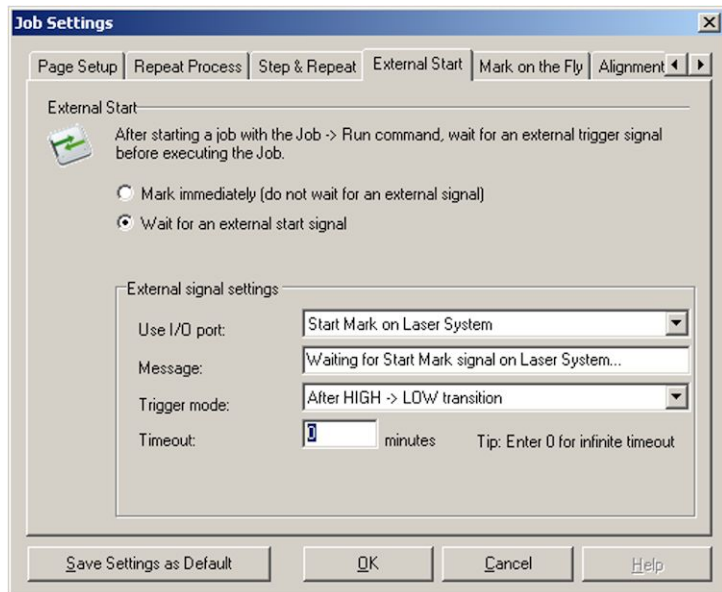 Job Settings
Page Setup Repeat Process Step & Repeat External Start Mark on the Fly Alignment
External Start
After starting a job with the Job -> Run command, wait for an external trigger signal
before executing the Job.
Mark immediately (do not wait for an external signal)
Wait for an external start signal
External signal settings
Use I/O port: Start Mark on Laser System
Message: Waiting for Start Mark signal on Laser System...
Trigger mode: After HIGH -> LOW transition
Timeout: 0 minutes Tip: Enter 0 for infinite timeout
Save Settings as Default OK Cancel Help